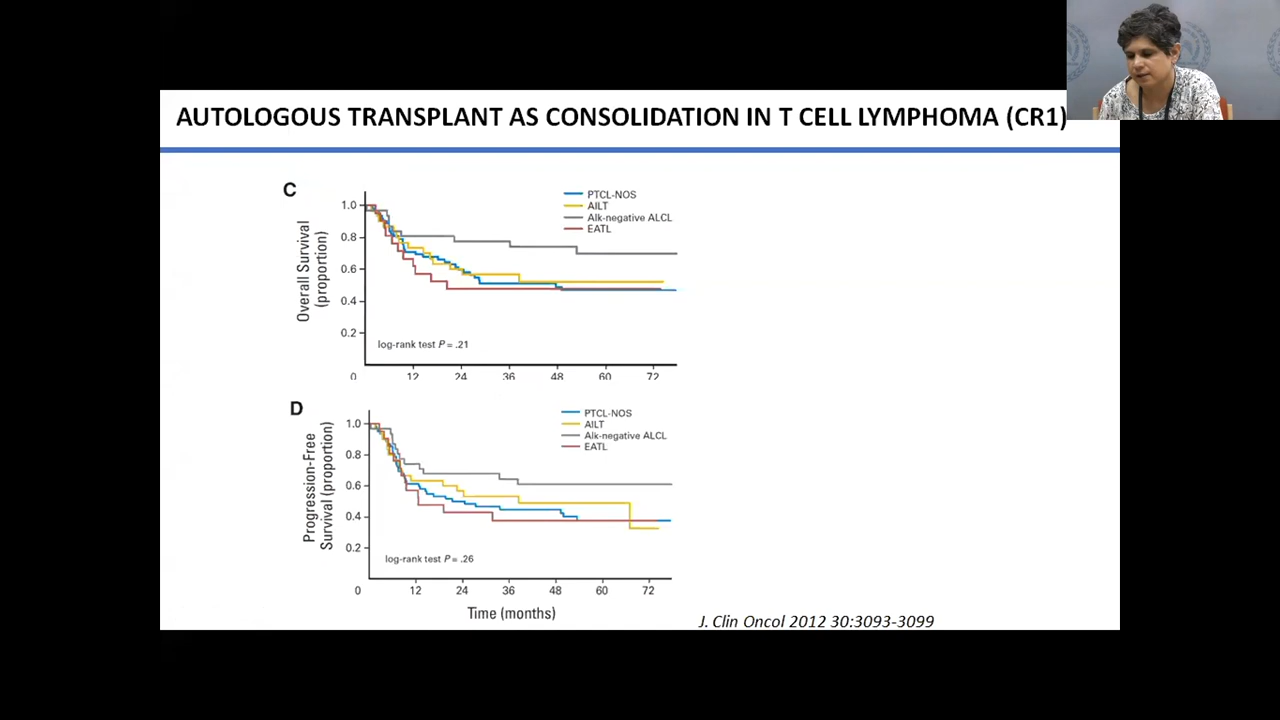 AUTOLOGOUS TRANSPLANT AS CONSOLIDATION IN T CELL LYMPHOMA (CR1)
C
PTCL-NOS
AILT
Alk-negative ALCL
EATL
Overall Survival
(proportion)
1.0
0.8
0.6
0.4
0.2
log-rank test P = .21
0 12 24 36 48 60 72
D
PTCL-NOS
AILT
Alk-negative ALCL
EATL
Progression-Free
Survival (proportion)
1.0
0.8
0.6
0.4
0.2
log-rank test P = .26
0 12 24 36 48 60 72
Time (months)
J. Clin Oncol 2012 30:3093-3099